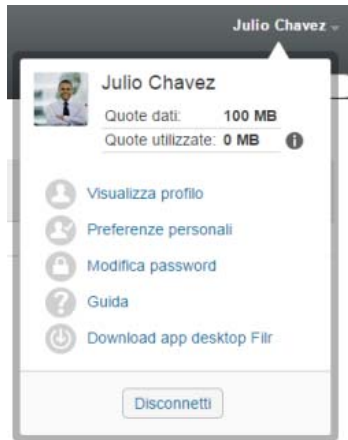 Julio Chavez
Julio Chavez
Quote dati: 100 MB
Quote utilizzate: 0 MB
Visualizza profilo
Preferenze personali
Modifica password
Guida
Download app desktop Filr
Disconnetti